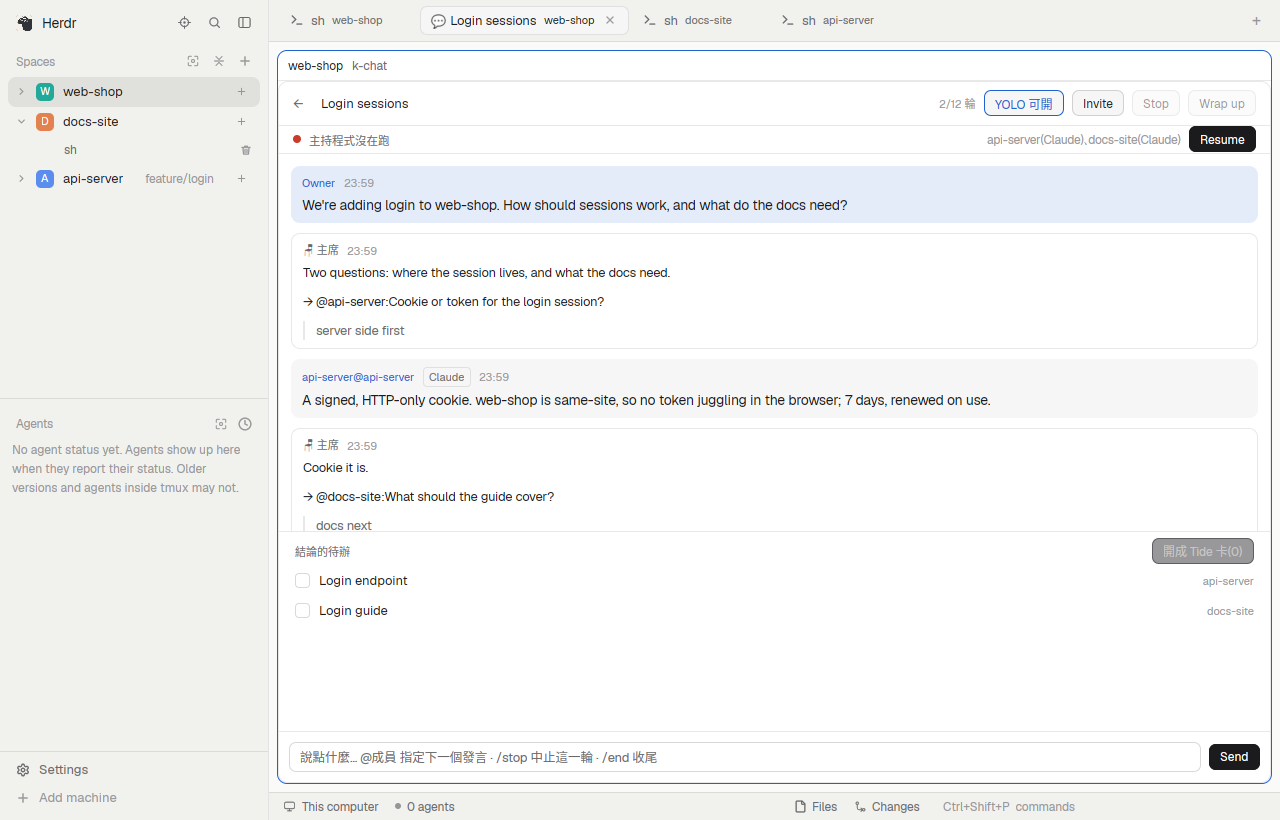 Herdr
sh web-shop
Login sessions web-shop
sh docs-site
sh api-server
Spaces
W web-shop
D docs-site
sh
A api-server feature/login
Agents
No agent status yet. Agents show up here
when they report their status. Older
versions and agents inside tmux may not.
Settings
Add machine
web-shop k-chat
Login sessions
2/12 輪
YOLO 可開
Invite
Stop
Wrap up
主持程式沒在跑
api-server(Claude)、docs-site(Claude)
Resume
Owner 23:59
We're adding login to web-shop. How should sessions work, and what do the docs need?
主席 23:59
Two questions: where the session lives, and what the docs need.
→ @api-server:Cookie or token for the login session?
server side first
api-server@api-server Claude 23:59
A signed, HTTP-only cookie. web-shop is same-site, so no token juggling in the browser; 7 days, renewed on use.
主席 23:59
Cookie it is.
→ @docs-site:What should the guide cover?
docs next
結論的待辦
開成 Tide 卡(0)
Login endpoint api-server
Login guide docs-site
說點什麼… @成員 指定下一個發言 · /stop 中止這一輪 · /end 收尾
Send
This computer
0 agents
Files
Changes
Ctrl+Shift+P commands